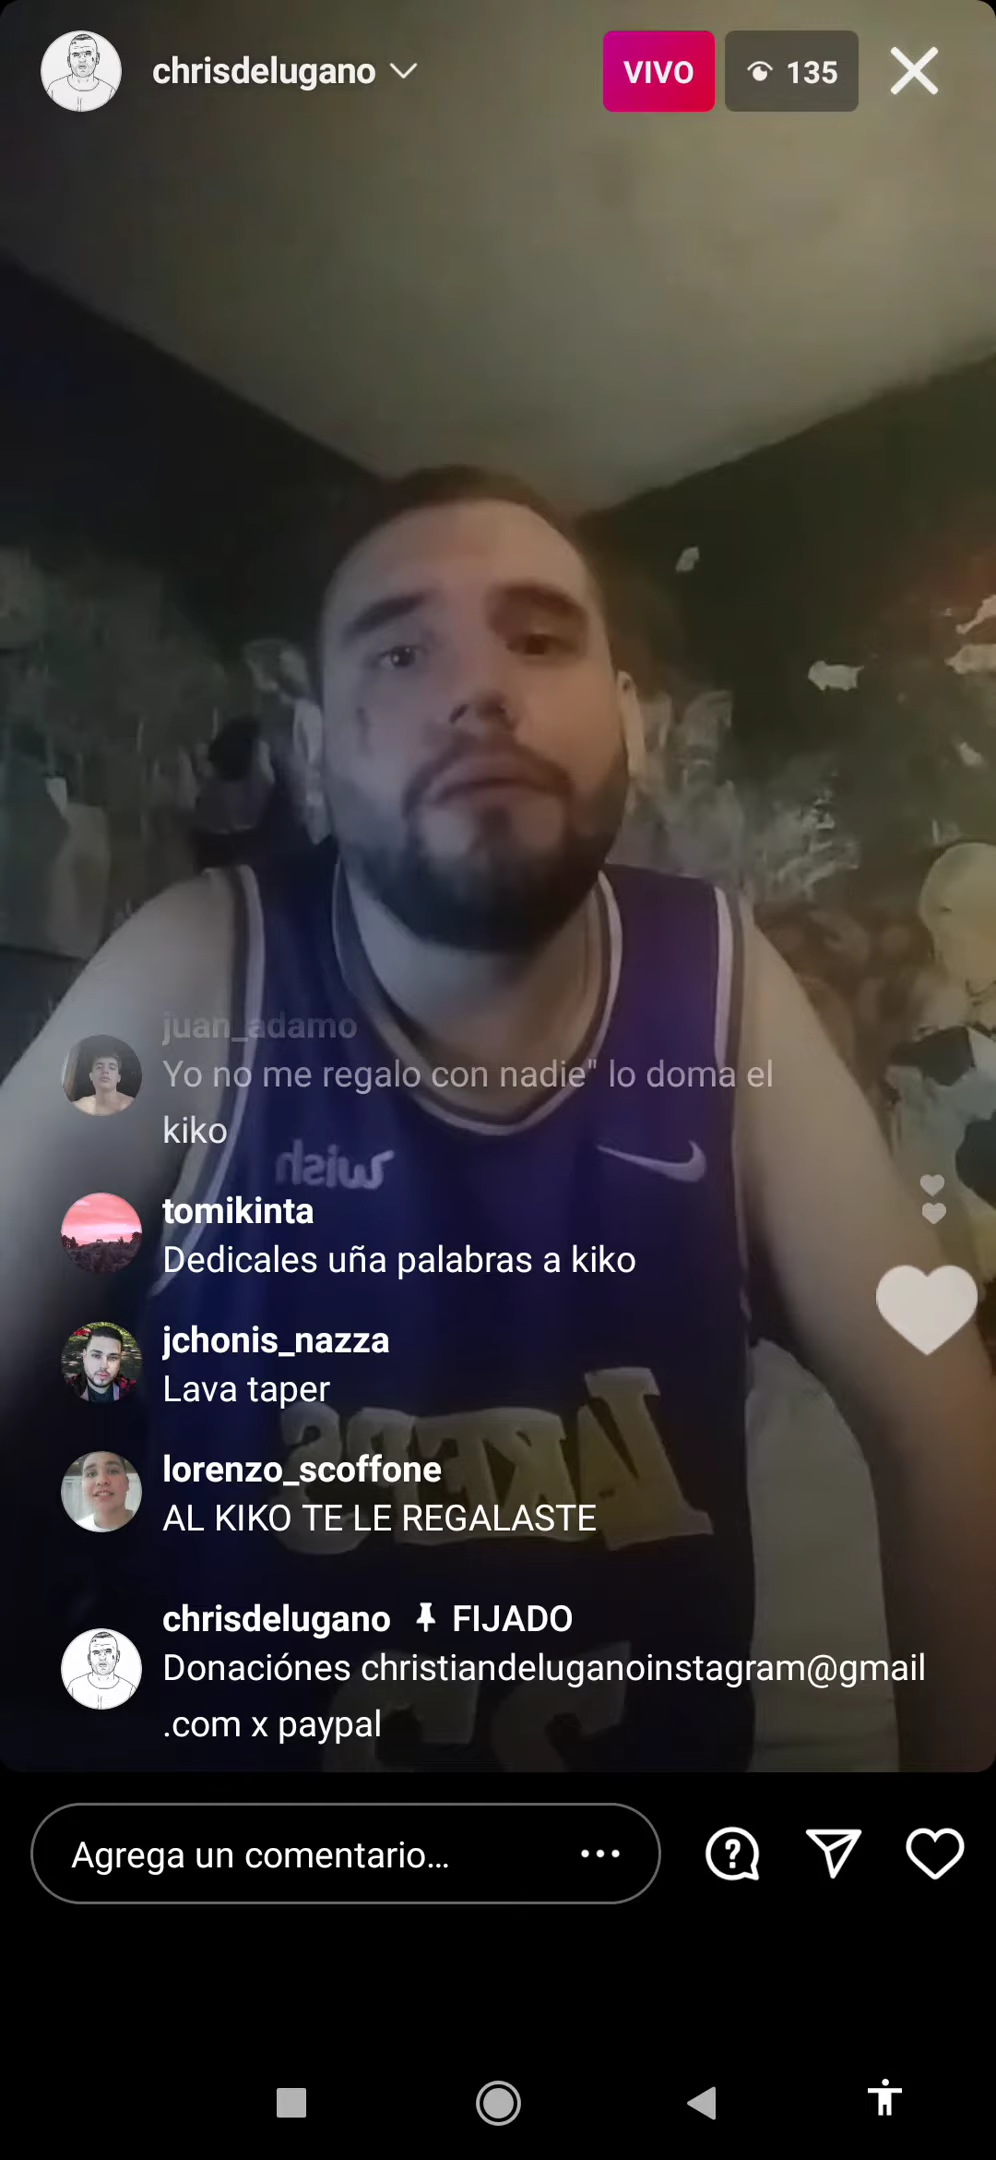 chrisdelugano
VIVO
135
juan_adamo
Yo no me regalo con nadie" lo doma el
kiko
wish
tomikinta
Dedicales uña palabras a kiko
jchonis_nazza
Lava taper
LAKERS
lorenzo_scoffone
AL KIKO TE LE REGALASTE
chrisdelugano FIJADO
Donaciónes christiandeluganoinstagram@gmail
.com x paypal
Agrega un comentario...